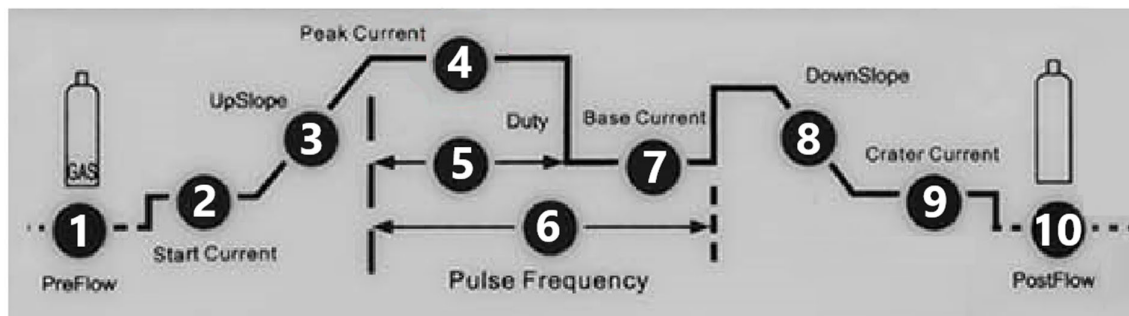 Peak Current
4
UpSlope
DownSlope
3
Duty
Base Current
8
GAS
5
7
Crater Current
2
9
1
6
10
Start Current
PreFlow
Pulse Frequency
PostFlow